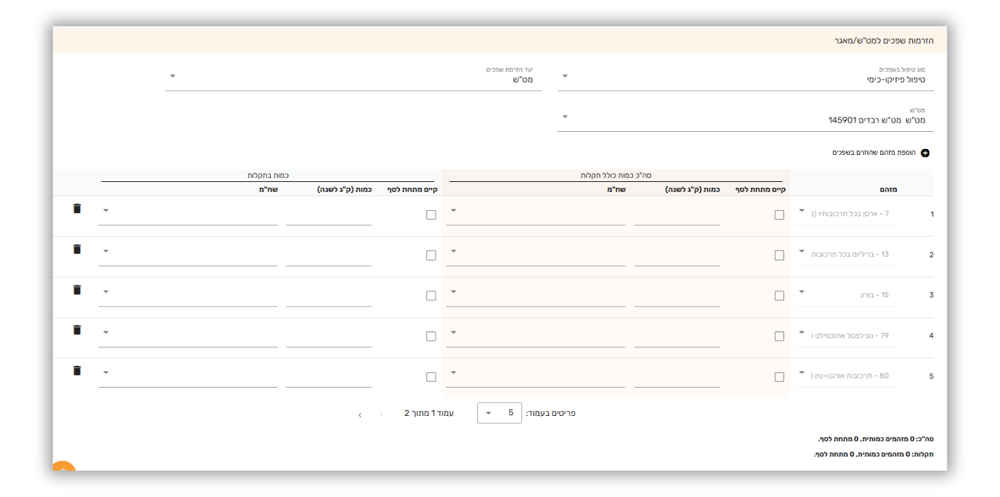 הזרמות שפכים למט"ש/מאגר
סוג טיפול בשפכים
טיפול פיזיקו-כימי
יעד הזרמת שפכים
מט"ש
מט"ש
מט"ש מט"ש רבדים 145901
הוספת מזהם שהוזרם בשפכים
סה"כ כמות כולל תקלות כמות בתקלות
מזהם קיים מתחת לסף כמות (ק"ג לשנה) שח"מ קיים מתחת לסף כמות (ק"ג לשנה) שח"מ
1 7 - ארסן בכל תרכובותיו (כ
2 13 - בריליום בכל תרכובות
3 15 - בורון
4 79 - נונילפנול אתוכסילט ו
5 80 - תרכובות אורגנו-טין (
פריטים בעמוד: 5 עמוד 1 מתוך 2
סה"כ: 0 מזהמים כמותית, 0 מתחת לסף.
תקלות: 0 מזהמים כמותית, 0 מתחת לסף.